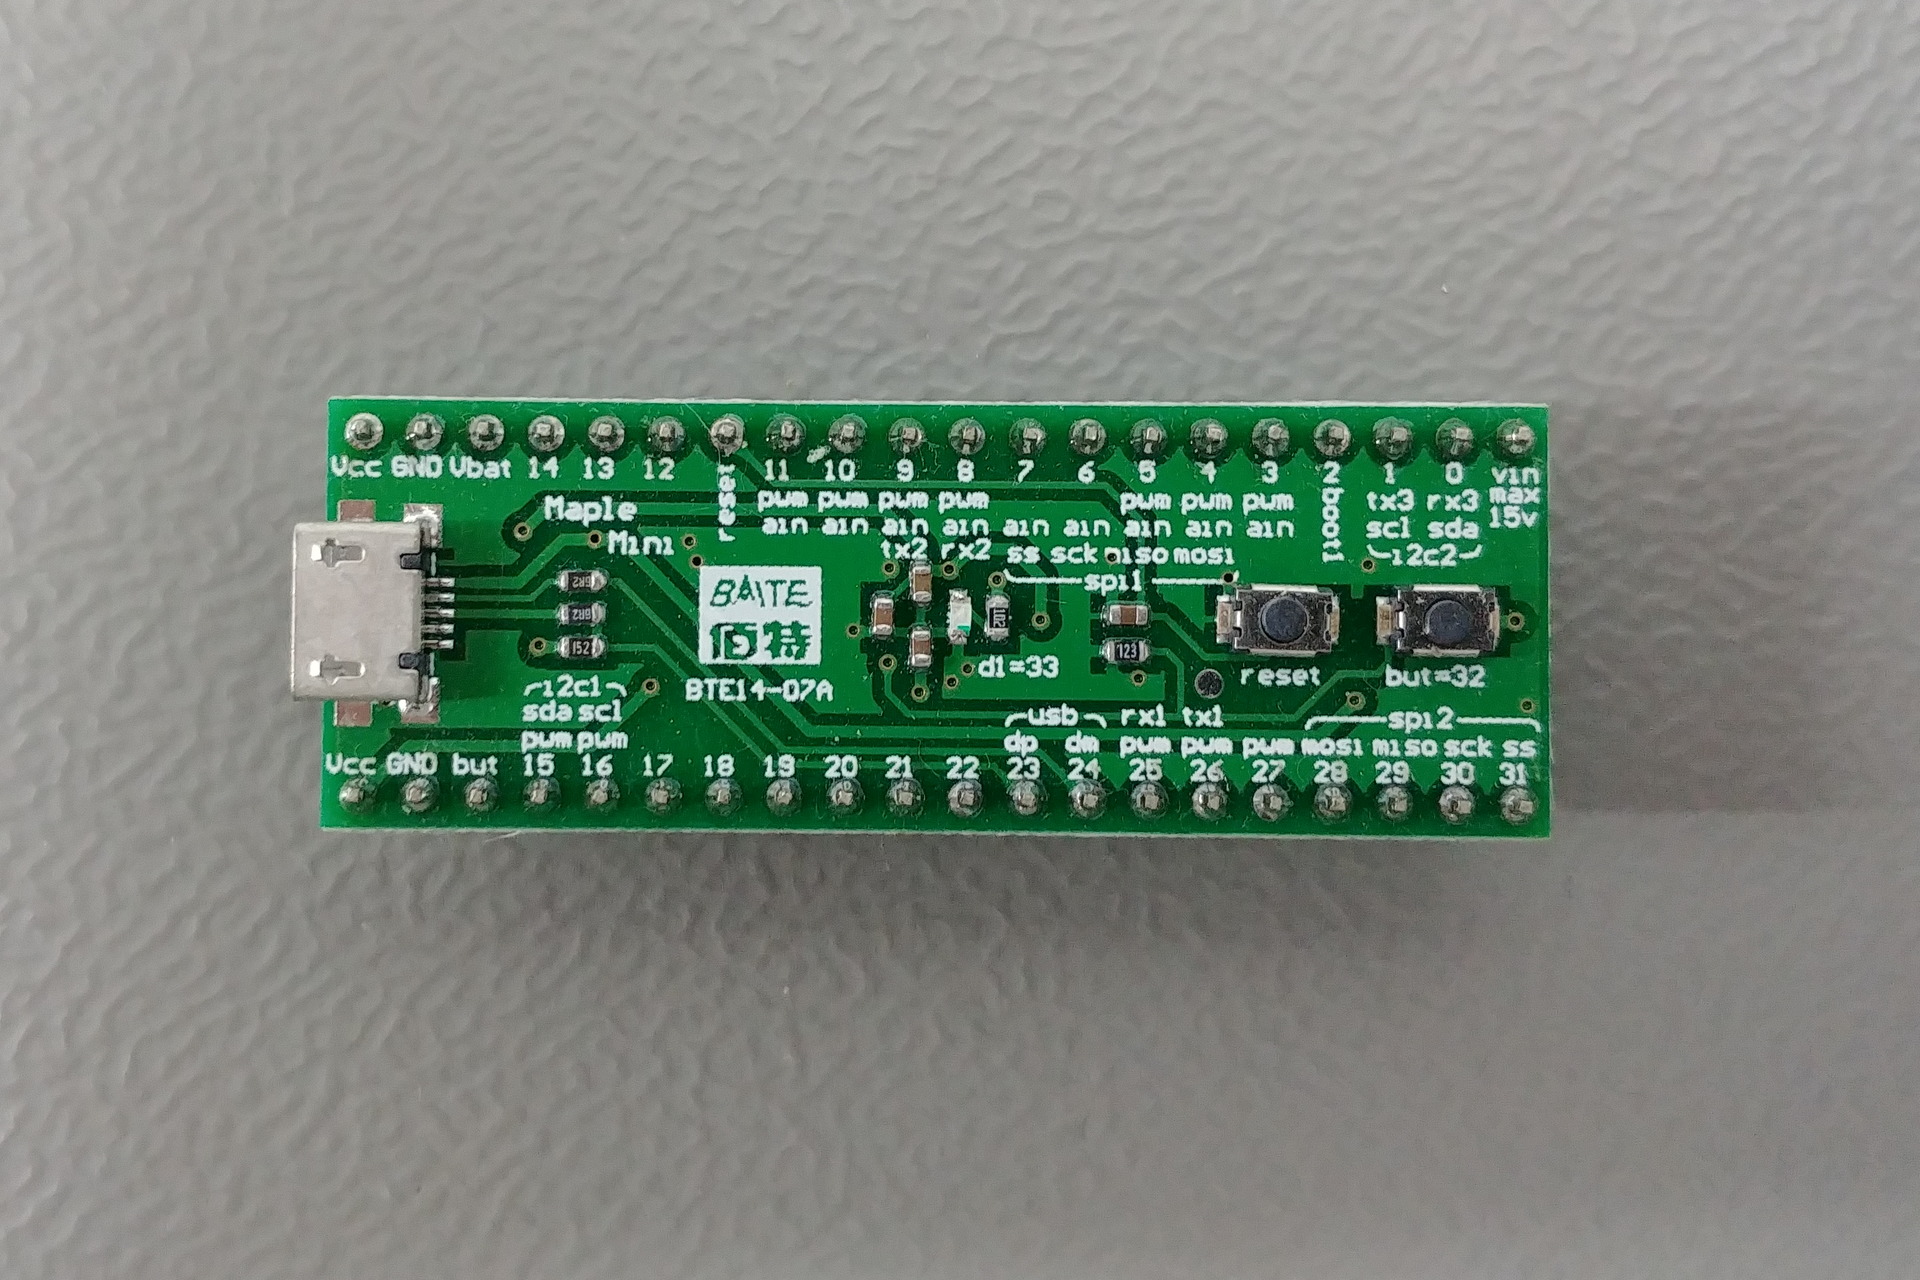 Vcc GND Vbat 14 13 12 reset 11 10 9 8 7 6 5 4 3 2 1 0 vin
pwm pwm pwm pwm pwm pwm pwm boot1 tx3 rx3 max
ain ain ain ain ain ain ain ain ain scl sda 15v
tx2 rx2 ss sck miso mosi i2c2
spi1
Maple
Mini
6R2
6R2
152
BAITE
佰特
BTE14-07A
102
d1=33
123
reset
but=32
i2c1 usb rx1 tx1 spi2
sda scl dp dm pwm pwm pwm mosi miso sck ss
pwm pwm
Vcc GND but 15 16 17 18 19 20 21 22 23 24 25 26 27 28 29 30 31